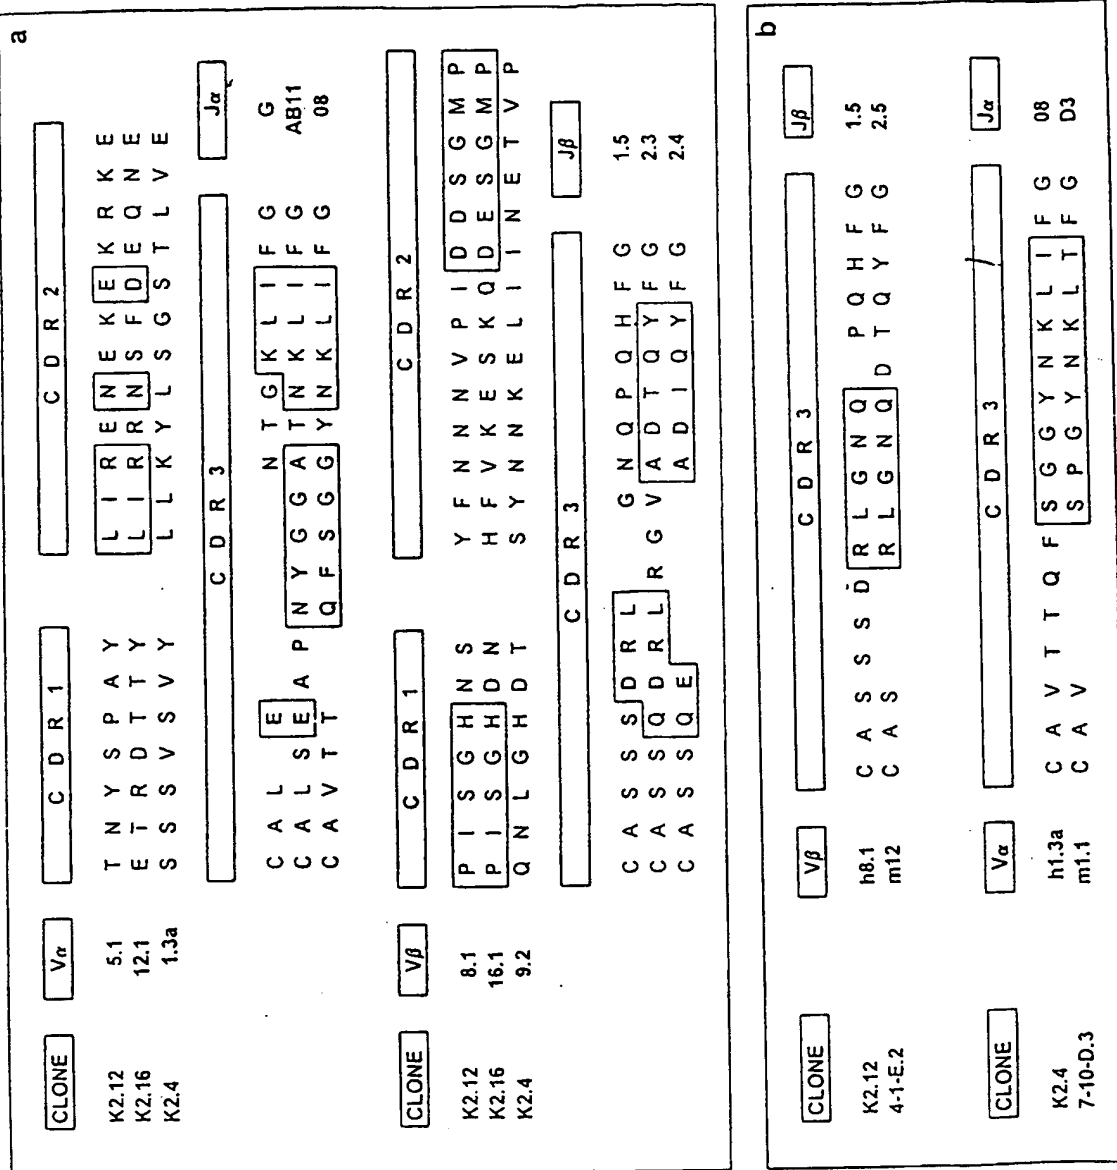 a
CLONE Vα C D R 1 C D R 2
K2.12 5.1 T N Y S P A Y L I R E N E K E K R K E
K2.16 12.1 E T R D T T Y L I R R N S F D E Q N E
K2.4 1.3a S S S V S V Y L L K Y L S G S T L V E
C D R 3 Jα
C A L E N T G K L I F G G
C A L S E A P N Y G G A T N K L I F G AB11
C A V T T Q F S G G Y N K L I F G 08
CLONE Vβ C D R 1 C D R 2
K2.12 8.1 P I S G H N S Y F N N N V P I D D S G M P
K2.16 16.1 P I S G H D N H F V K E S K Q D E S G M P
K2.4 9.2 Q N L G H D T S Y N N K E L I I N E T V P
C D R 3 Jβ
C A S S S D R L G N Q P Q H F G 1.5
C A S S Q D R L R G V A D T Q Y F G 2.3
C A S S Q E A D I Q Y F G 2.4
b
CLONE Vβ C D R 3 Jβ
K2.12 h8.1 C A S S S D R L G N Q P Q H F G 1.5
4-1-E.2 m12 C A S R L G N Q D T Q Y F G 2.5
CLONE Vα C D R 3 Jα
K2.4 h1.3a C A V T T Q F S G G Y N K L I F G 08
7-10-D.3 m1.1 C A V S P G Y N K L T F G D3